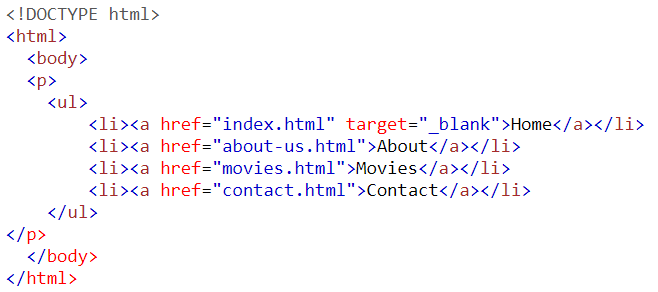 <!DOCTYPE html>
<html>
  <body>
  <p>
    <ul>
        <li><a href="index.html" target="_blank">Home</a></li>
        <li><a href="about-us.html">About</a></li>
        <li><a href="movies.html">Movies</a></li>
        <li><a href="contact.html">Contact</a></li>
    </ul>
</p>
  </body>
</html>